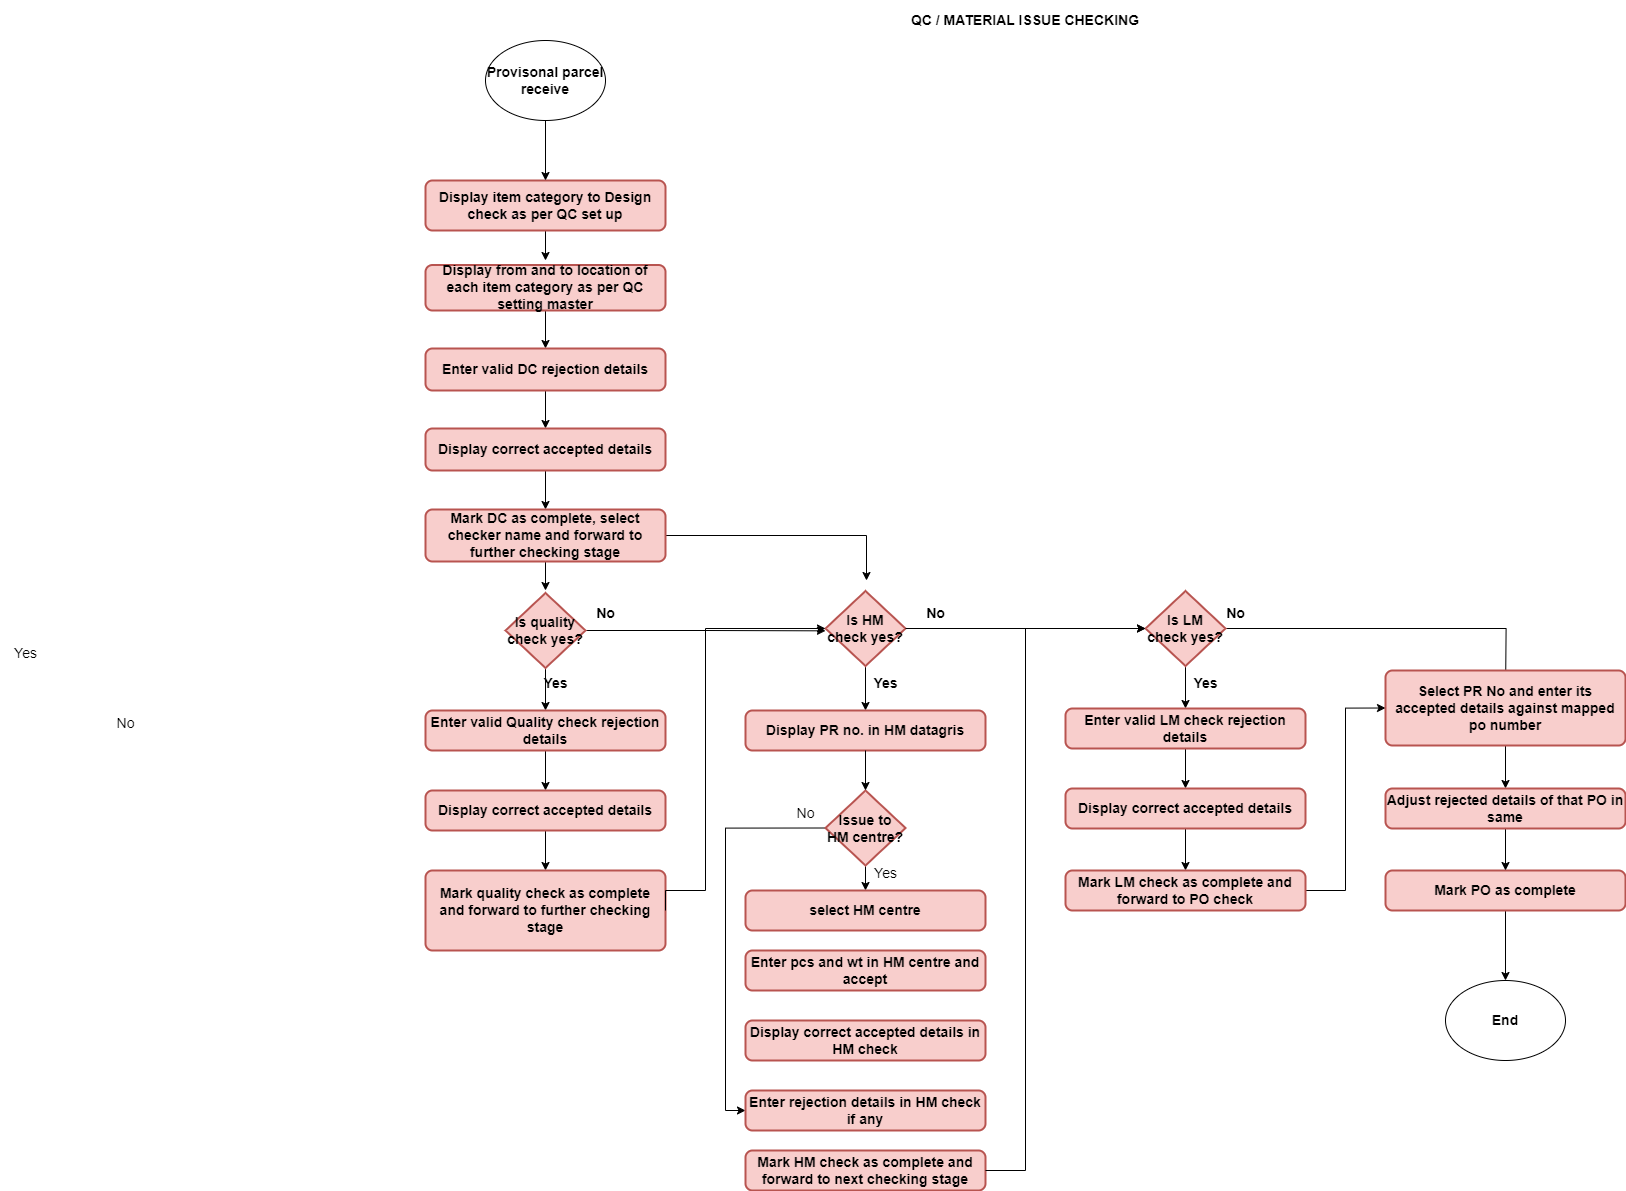 QC / MATERIAL ISSUE CHECKING
Provisonal parcel
receive
Display item category to Design
check as per QC set up
Display from and to location of
each item category as per QC
setting master
Enter valid DC rejection details
Display correct accepted details
Mark DC as complete, select
checker name and forward to
further checking stage
Is quality
check yes?
No
Yes
Enter valid Quality check rejection
details
Display correct accepted details
Mark quality check as complete
and forward to further checking
stage
Is HM
check yes?
No
Yes
Display PR no. in HM datagris
Issue to
HM centre?
No
Yes
select HM centre
Enter pcs and wt in HM centre and
accept
Display correct accepted details in
HM check
Enter rejection details in HM check
if any
Mark HM check as complete and
forward to next checking stage
Is LM
check yes?
No
Yes
Enter valid LM check rejection
details
Display correct accepted details
Mark LM check as complete and
forward to PO check
Select PR No and enter its
accepted details against mapped
po number
Adjust rejected details of that PO in
same
Mark PO as complete
End
Yes
No